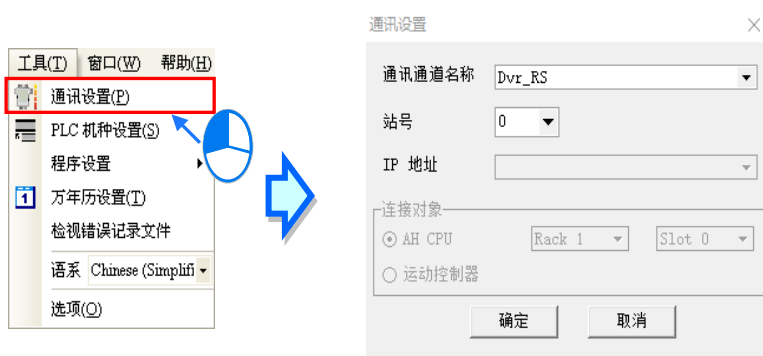 工具(T) 窗口(W) 帮助(H)
通讯设置(P)
PLC 机种设置(S)
程序设置
1 万年历设置(T)
检视错误记录文件
语系 Chinese (Simplifi
选项(O)
通讯设置
通讯通道名称 Dvr_RS
站号 0
IP 地址
连接对象
AH CPU Rack 1 Slot 0
运动控制器
确定 取消